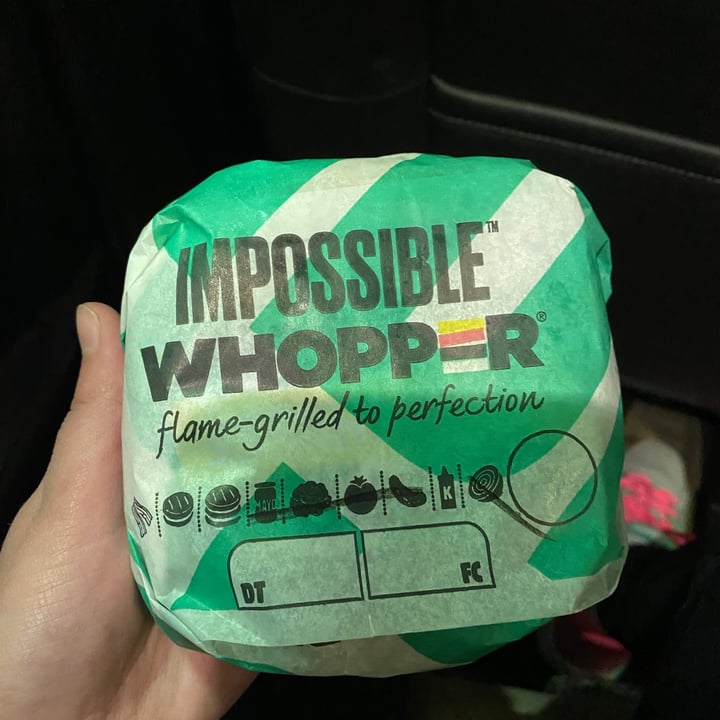 IMPOSSIBLE™
WHOPPER®
flame-grilled to perfection
MAYO K
DT FC